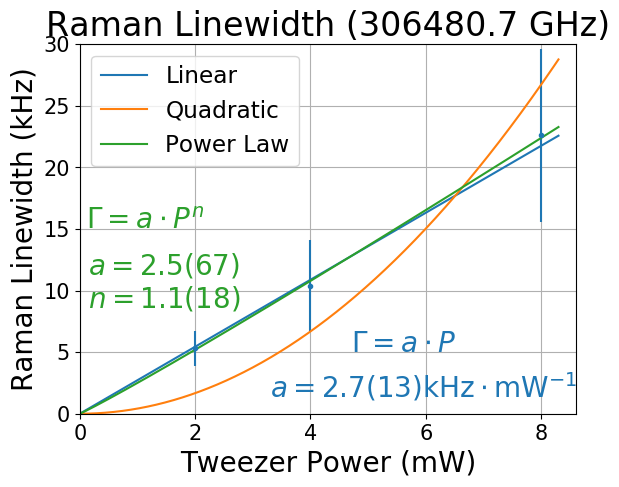 Raman Linewidth (306480.7 GHz)
Raman Linewidth (kHz)
30
25
20
15
10
5
0
Linear
Quadratic
Power Law
Γ = a · Pⁿ
a = 2.5(67)
n = 1.1(18)
Γ = a · P
a = 2.7(13)kHz · mW⁻¹
0 2 4 6 8
Tweezer Power (mW)